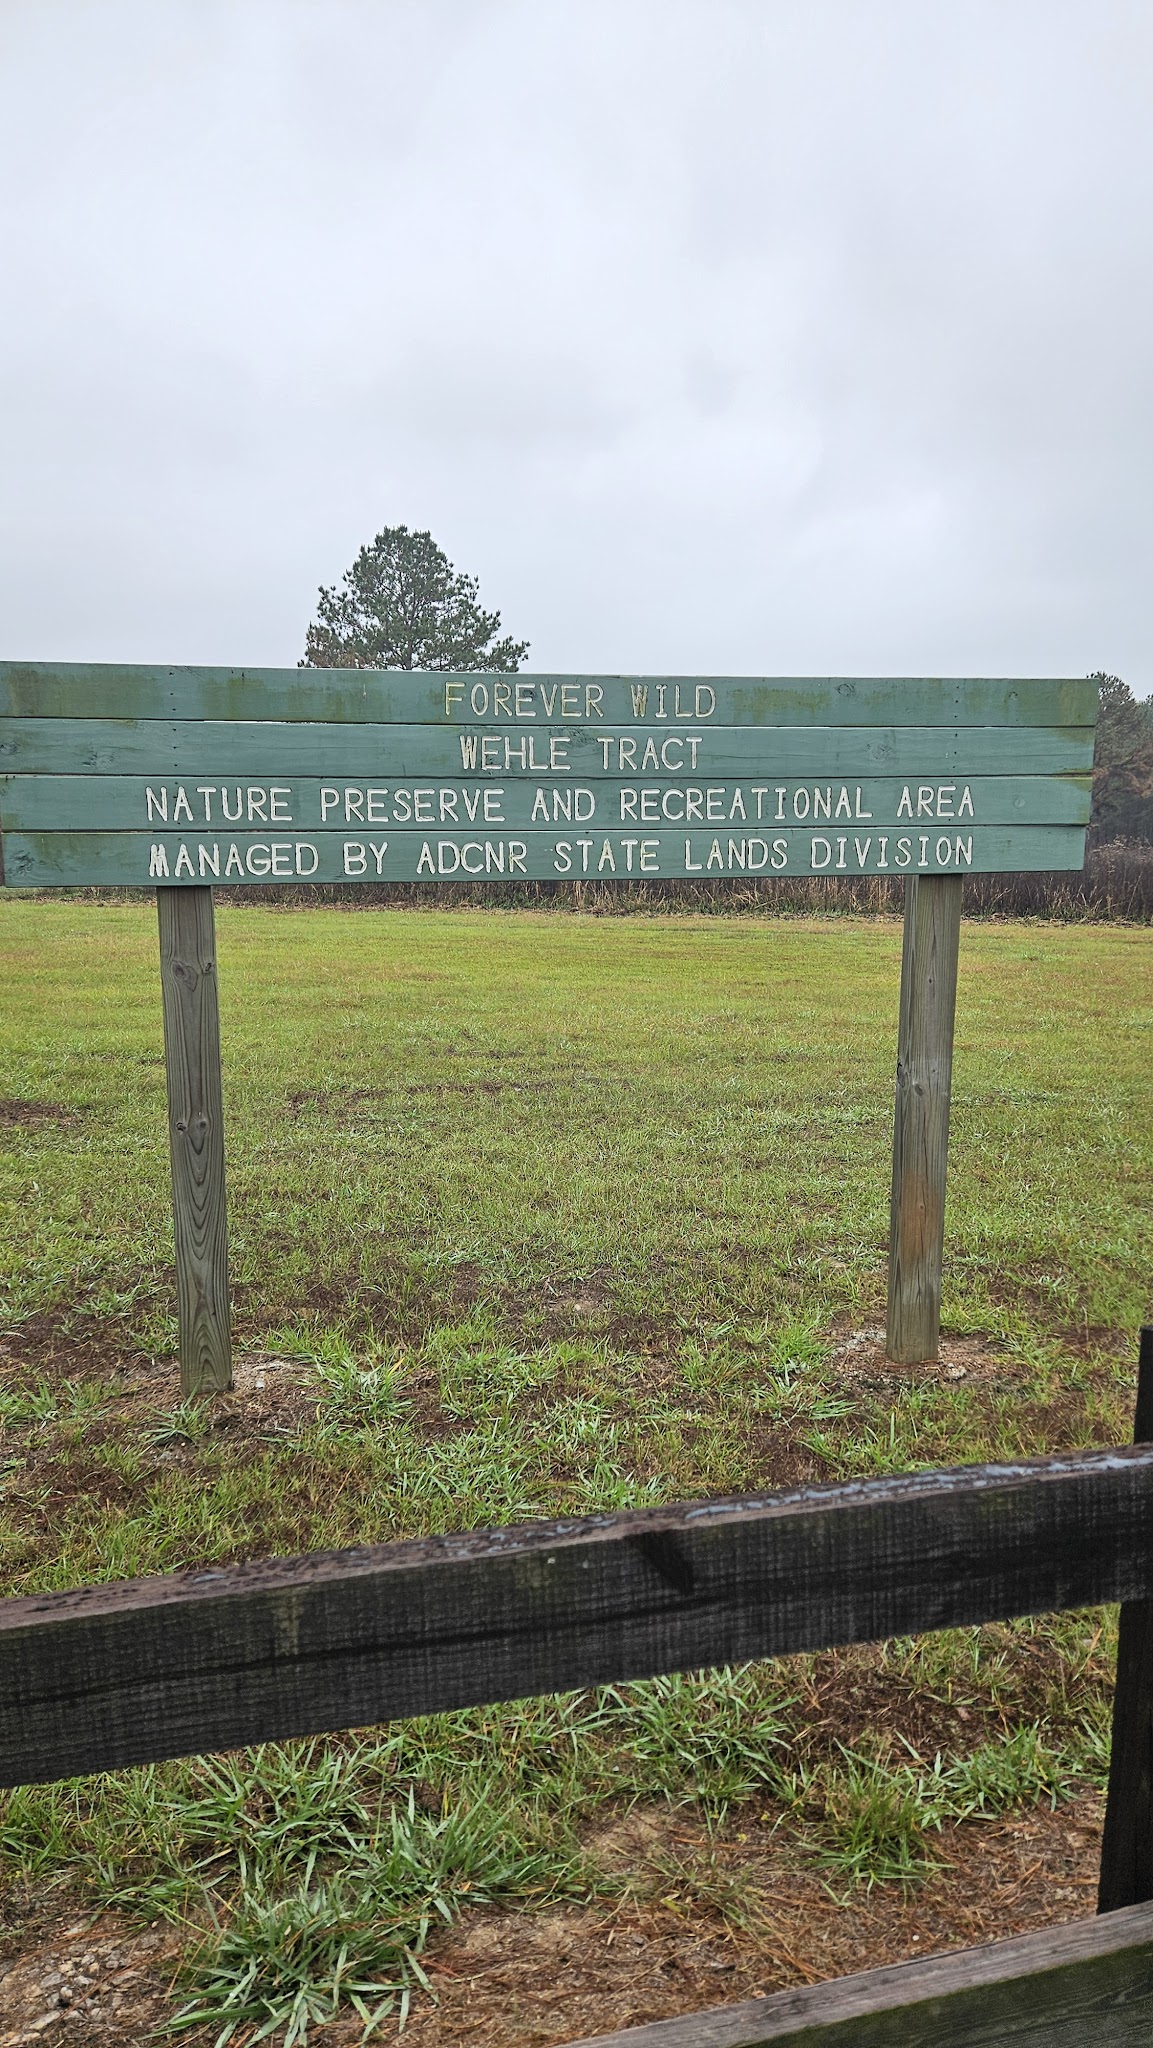 FOREVER WILD
WEHLE TRACT
NATURE PRESERVE AND RECREATIONAL AREA
MANAGED BY ADCNR STATE LANDS DIVISION